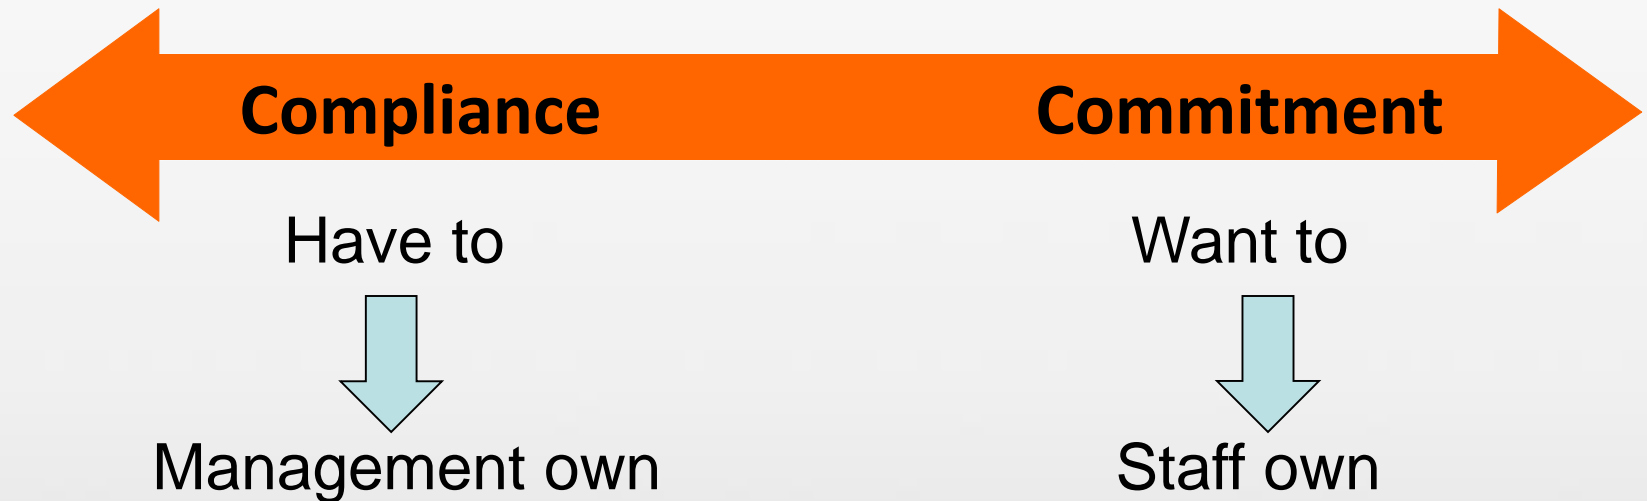 Compliance Commitment
Have to Want to
Management own Staff own